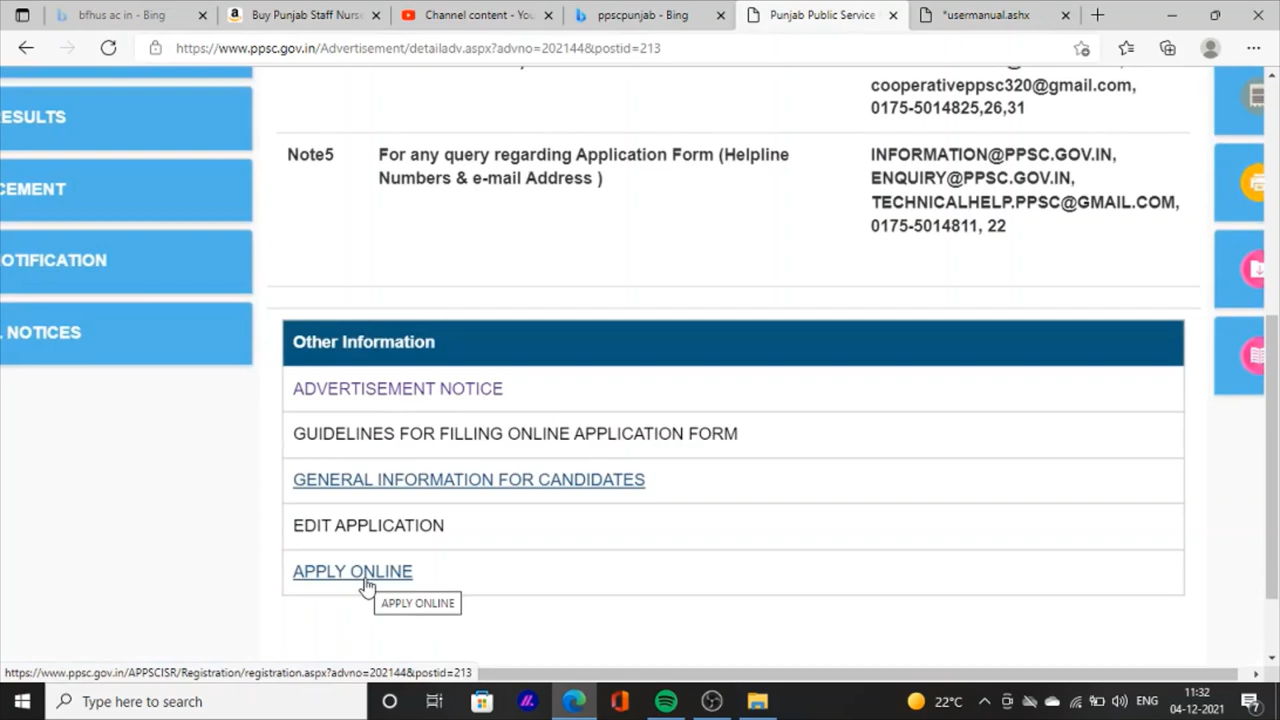 bfhus ac in - Bing
Buy Punjab Staff Nurs
Channel content - You
ppscpunjab - Bing
Punjab Public Service
*usermanual.ashx
https://www.ppsc.gov.in/Advertisement/detailadv.aspx?advno=202144&postid=213
ESULTS
CEMENT
OTIFICATION
NOTICES
cooperativeppsc320@gmail.com,
0175-5014825,26,31
Note5 For any query regarding Application Form (Helpline
Numbers & e-mail Address )
INFORMATION@PPSC.GOV.IN,
ENQUIRY@PPSC.GOV.IN,
TECHNICALHELP.PPSC@GMAIL.COM,
0175-5014811, 22
Other Information
ADVERTISEMENT NOTICE
GUIDELINES FOR FILLING ONLINE APPLICATION FORM
GENERAL INFORMATION FOR CANDIDATES
EDIT APPLICATION
APPLY ONLINE
APPLY ONLINE
https://www.ppsc.gov.in/APPSCISR/Registration/registration.aspx?advno=202144&postid=213
Type here to search
22°C
ENG
11:32
04-12-2021
7